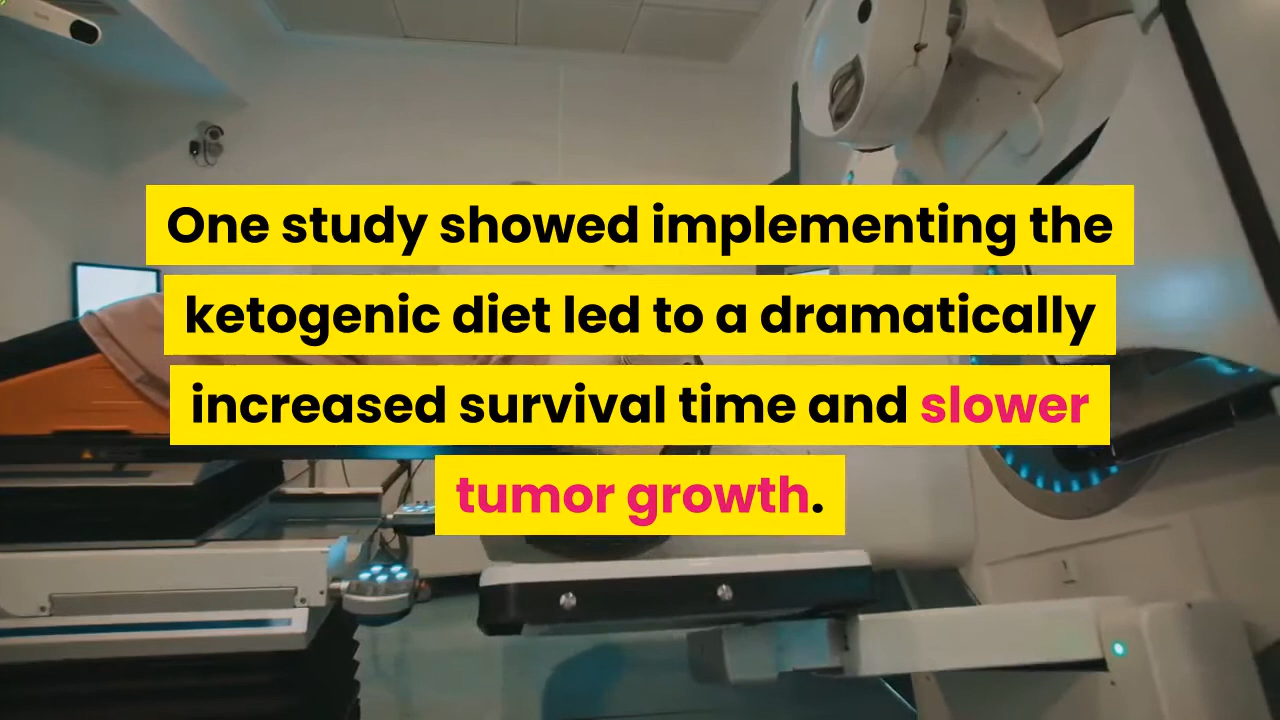 One study showed implementing the
ketogenic diet led to a dramatically
increased survival time and slower
tumor growth.